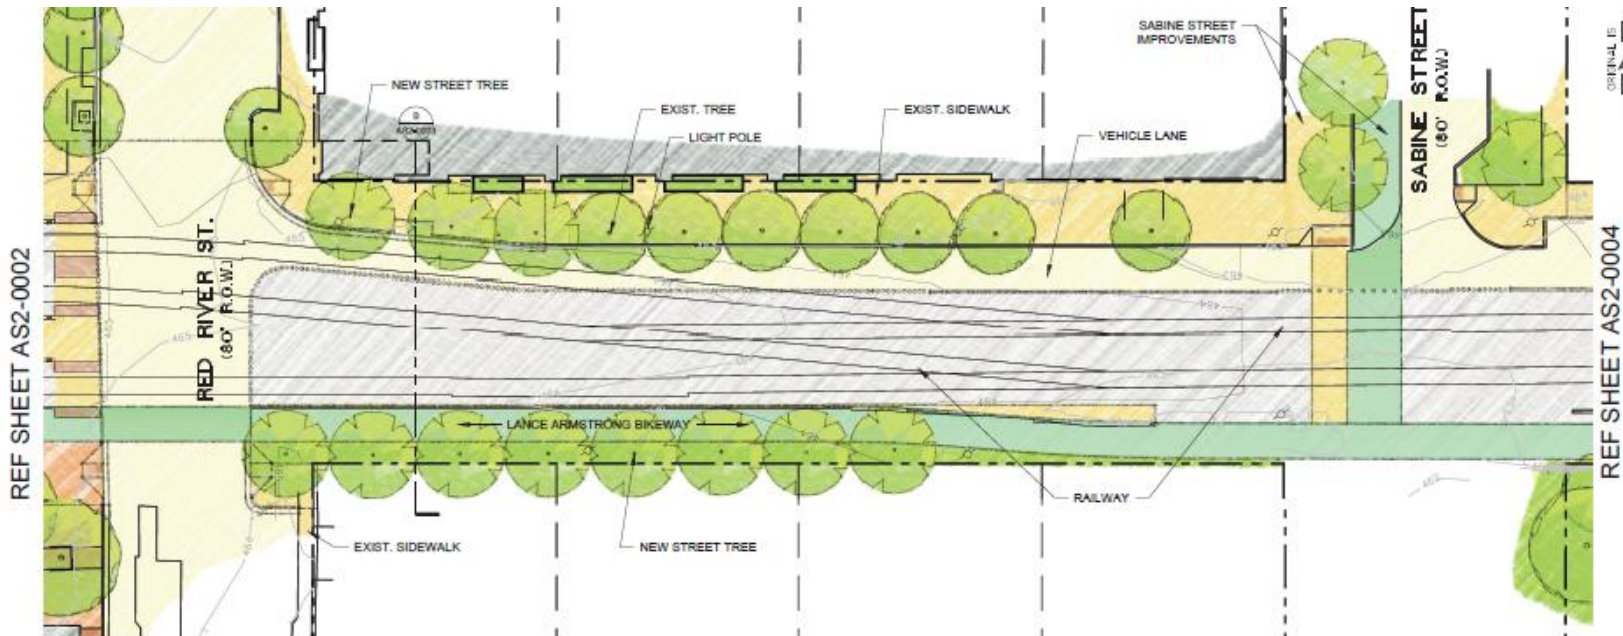 SABINE STREET
IMPROVEMENTS
SABINE STREET
(80' R.O.W.)
ORIGINAL IS
NEW STREET TREE
EXIST. TREE
EXIST. SIDEWALK
LIGHT POLE
VEHICLE LANE
RED RIVER ST.
(80' R.O.W.)
REF SHEET AS2-0002
REF SHEET AS2-0004
LANCE ARMSTRONG BIKEWAY
RAILWAY
EXIST. SIDEWALK
NEW STREET TREE